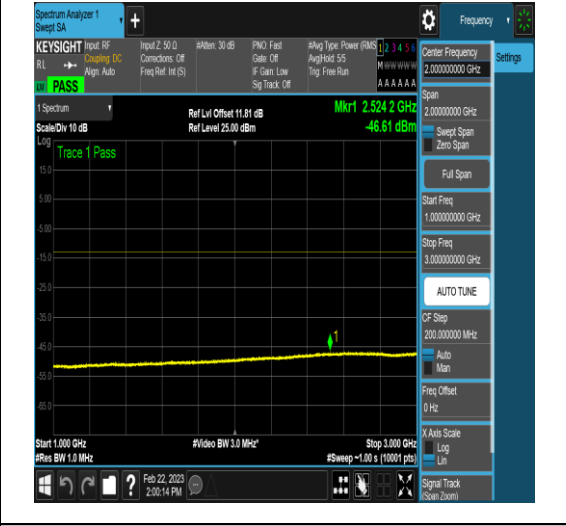 Spectrum Analyzer 1
Swept SA
Frequency
KEYSIGHT
RL
PASS
Input: RF
Coupling: DC
Align: Auto
Input Z: 50 Ω
Corrections: Off
Freq Ref: Int (S)
#Atten: 30 dB
PNO: Fast
Gate: Off
IF Gain: Low
Sig Track: Off
#Avg Type: Power (RMS
Avg|Hold: 5/5
Trig: Free Run
1 2 3 4 5 6
M W W W W W
A A A A A A
1 Spectrum
Scale/Div 10 dB
Ref Lvl Offset 11.81 dB
Ref Level 25.00 dBm
Mkr1 2.524 2 GHz
-46.61 dBm
Log
Trace 1 Pass
15.0
5.00
-5.00
-15.0
-25.0
-35.0
-45.0
-55.0
-65.0
1
Start 1.000 GHz
#Res BW 1.0 MHz
#Video BW 3.0 MHz*
Stop 3.000 GHz
#Sweep ~1.00 s (10001 pts)
Feb 22, 2023
2:00:14 PM
Center Frequency
2.000000000 GHz
Span
2.00000000 GHz
Swept Span
Zero Span
Full Span
Start Freq
1.000000000 GHz
Stop Freq
3.000000000 GHz
AUTO TUNE
CF Step
200.000000 MHz
Auto
Man
Freq Offset
0 Hz
X Axis Scale
Log
Lin
Signal Track
(Span Zoom)
Settings